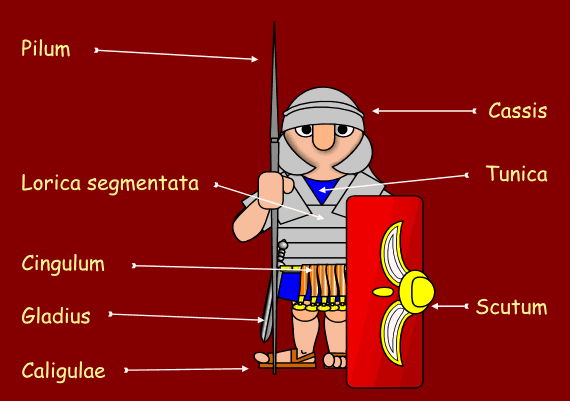 Pilum
Cassis
Tunica
Lorica segmentata
Cingulum
Scutum
Gladius
Caligulae